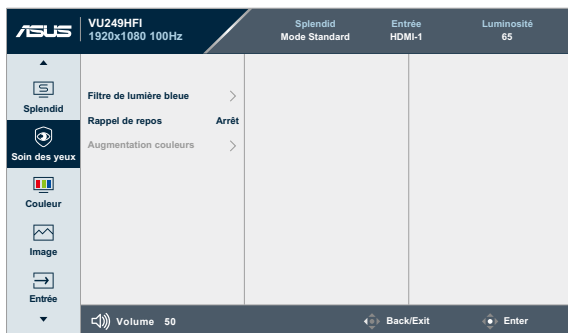 ASUS
VU249HFI
1920x1080 100Hz
Splendid
Mode Standard
Entrée
HDMI-1
Luminosité
65
Splendid
Soin des yeux
Couleur
Image
Entrée
Filtre de lumière bleue
Rappel de repos Arrêt
Augmentation couleurs
Volume 50
Back/Exit
Enter